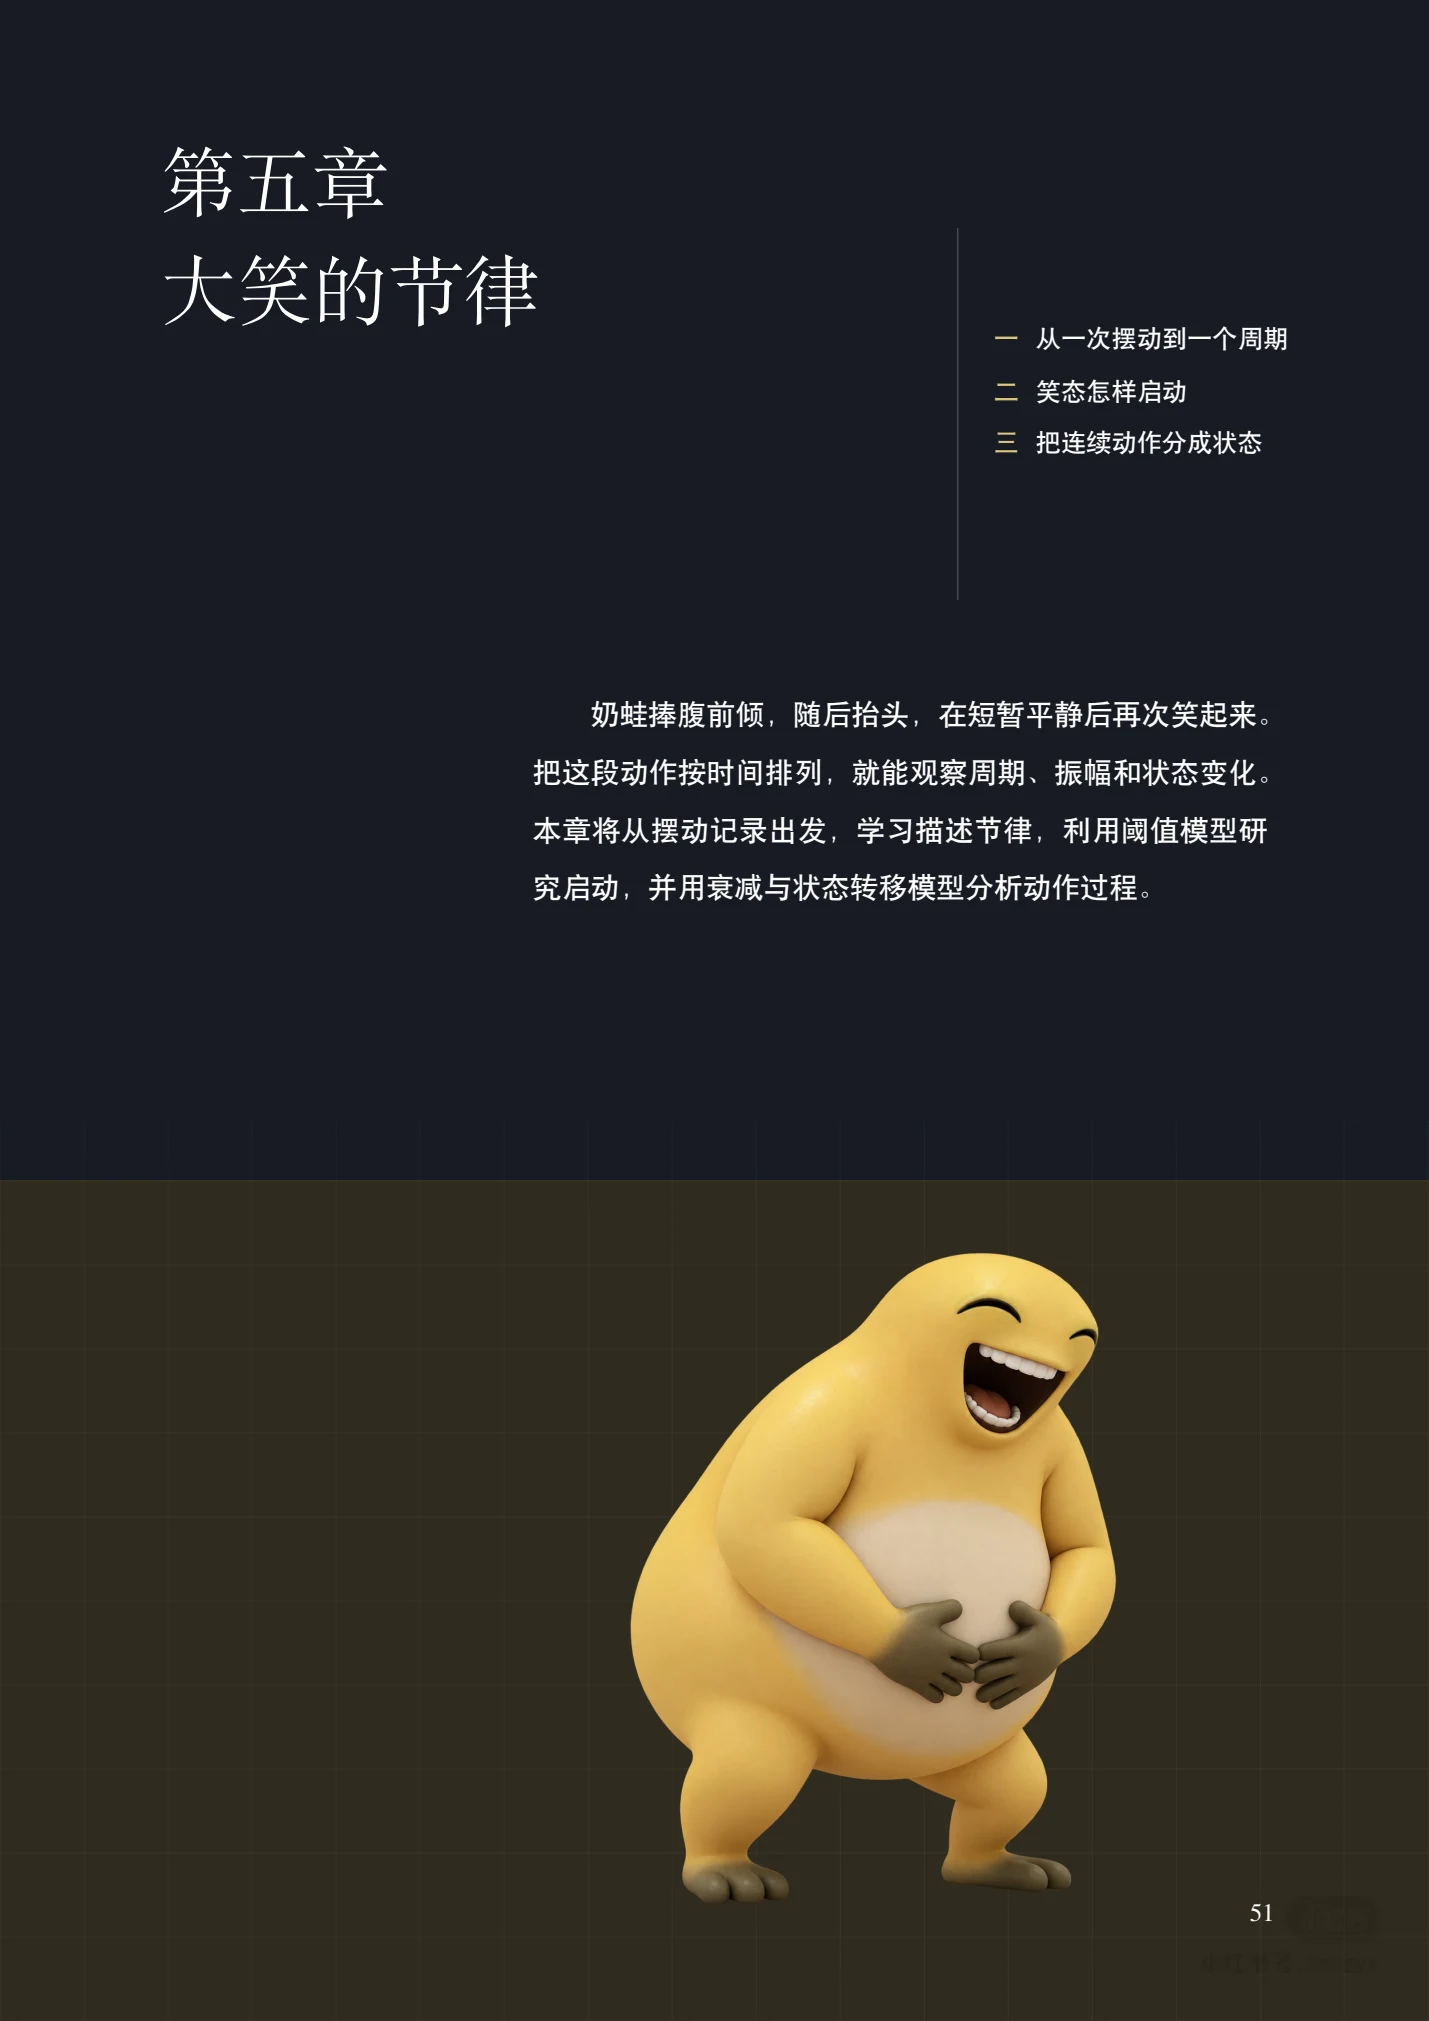 第五章
大笑的节律
一 从一次摆动到一个周期
二 笑态怎样启动
三 把连续动作分成状态
奶蛙捧腹前倾，随后抬头，在短暂平静后再次笑起来。
把这段动作按时间排列，就能观察周期、振幅和状态变化。
本章将从摆动记录出发，学习描述节律，利用阈值模型研
究启动，并用衰减与状态转移模型分析动作过程。
51